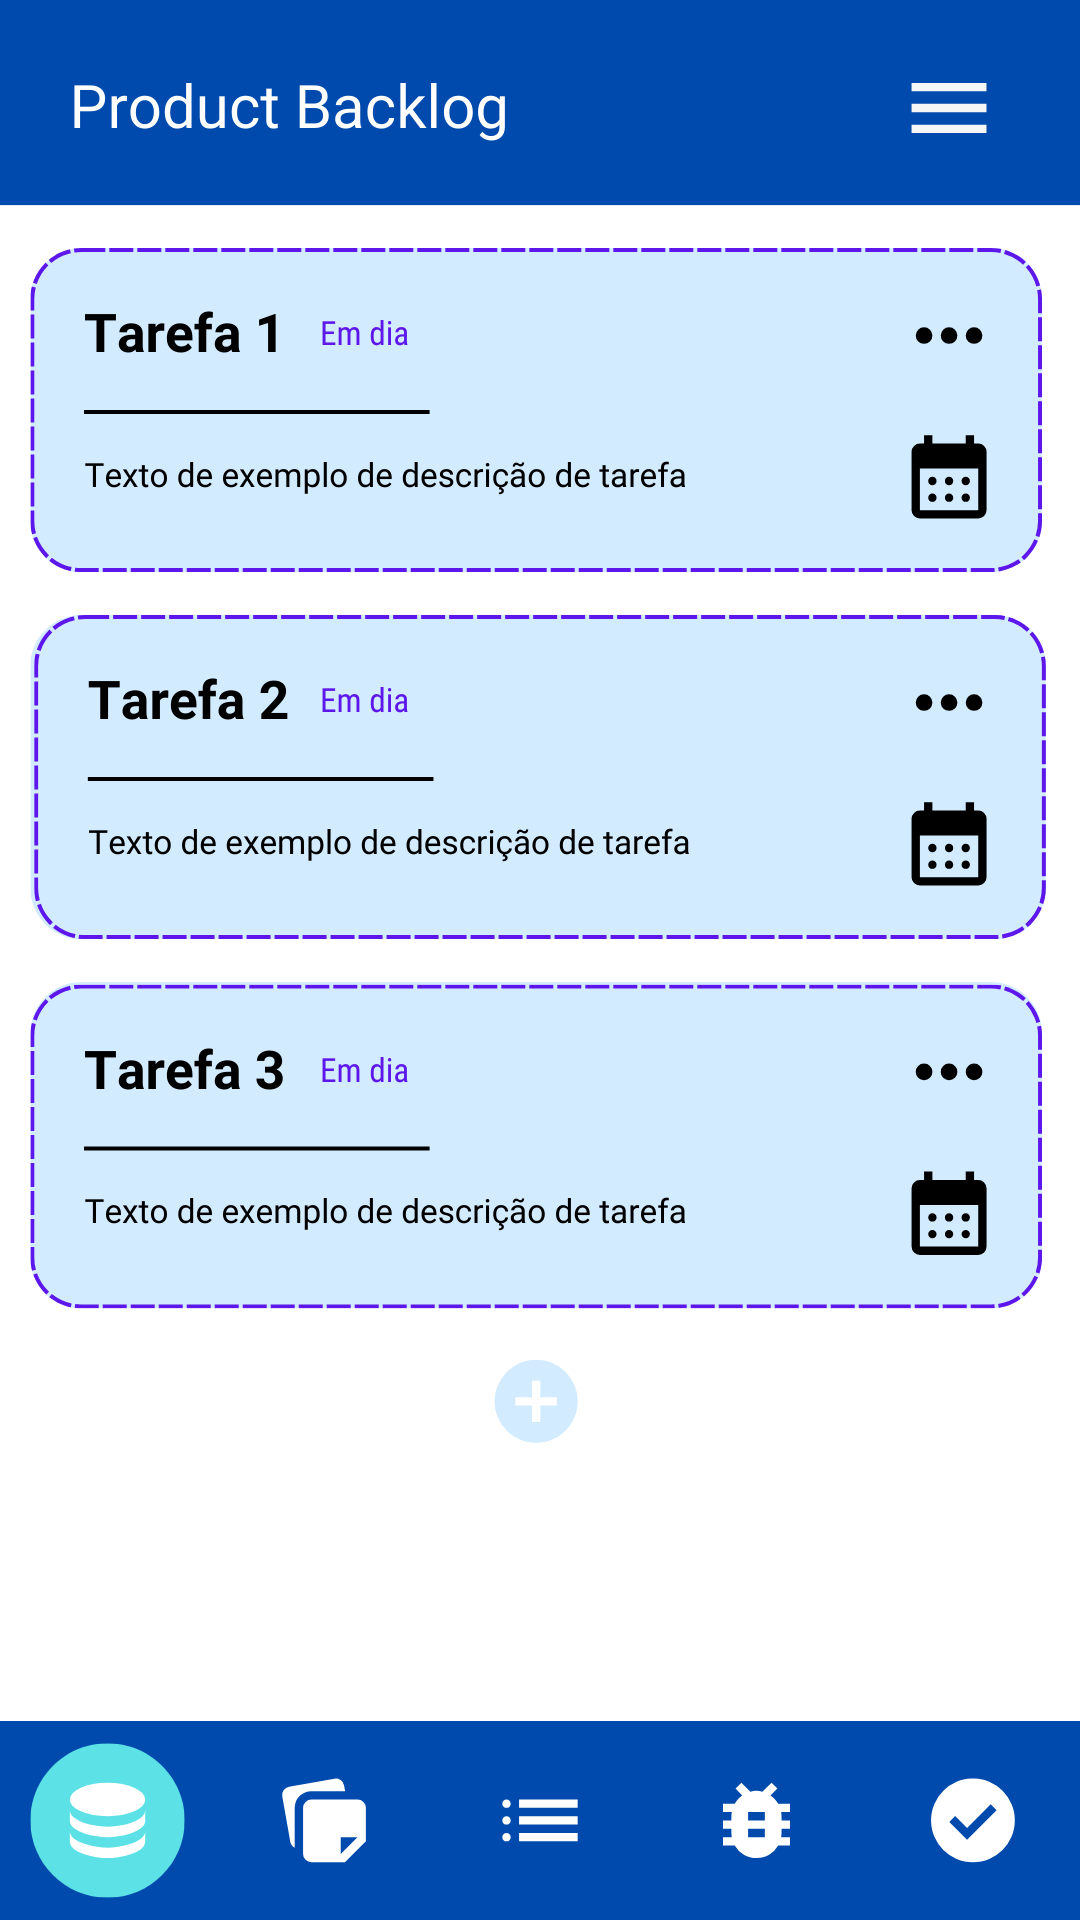 Product Backlog
Tarefa 1 Em dia
Texto de exemplo de descrição de tarefa
Tarefa 2 Em dia
Texto de exemplo de descrição de tarefa
Tarefa 3 Em dia
Texto de exemplo de descrição de tarefa